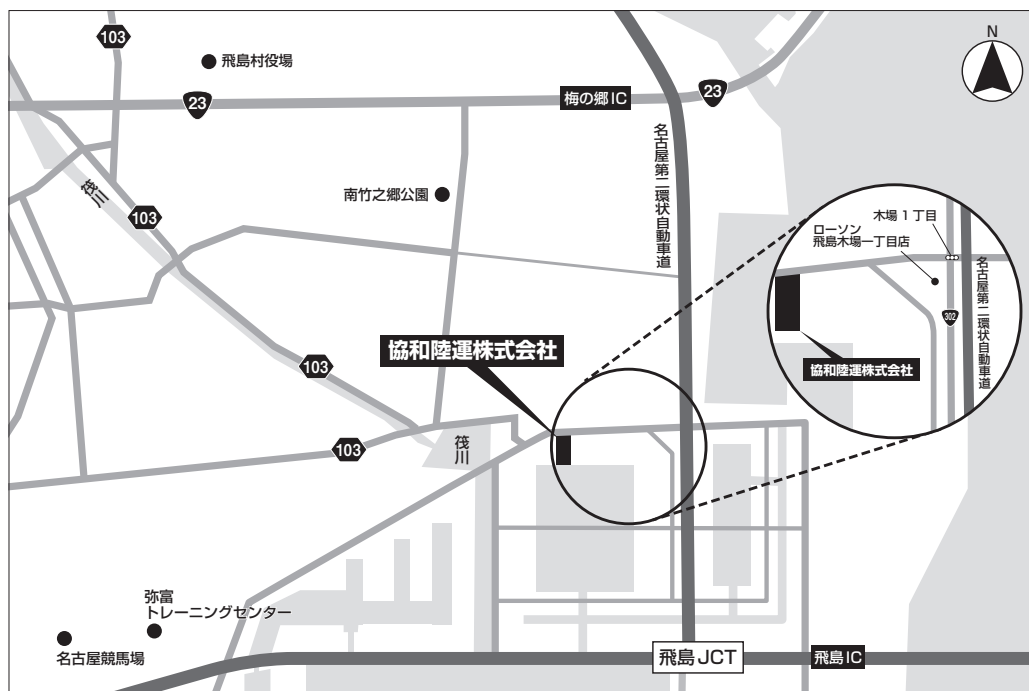 103
飛島村役場
N
23
梅の郷IC
23
名古屋第二環状自動車道
筏川
103
南竹之郷公園
木場1丁目
ローソン
飛島木場一丁目店
302
名古屋第二環状自動車道
協和陸運株式会社
協和陸運株式会社
103
103
筏川
弥富
トレーニングセンター
名古屋競馬場
飛島JCT
飛島IC